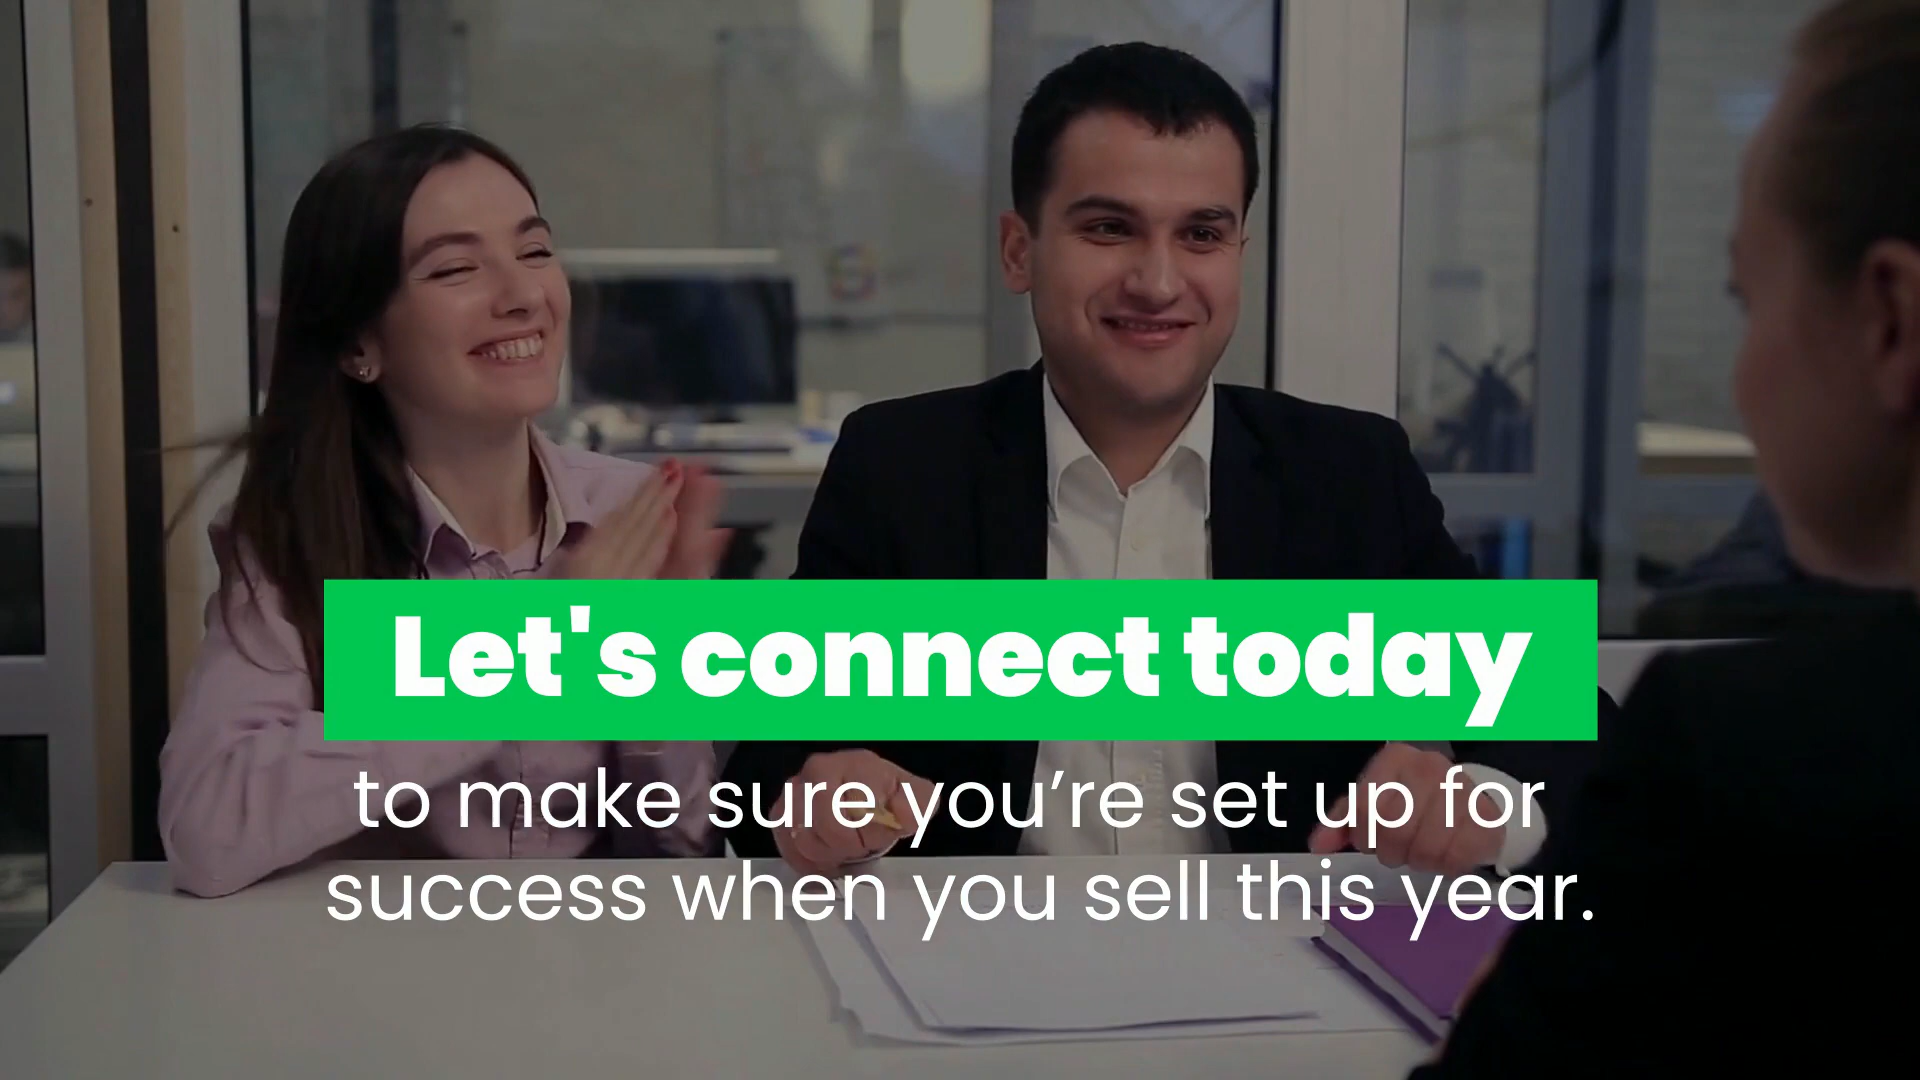 Let's connect today
to make sure you’re set up for
success when you sell this year.